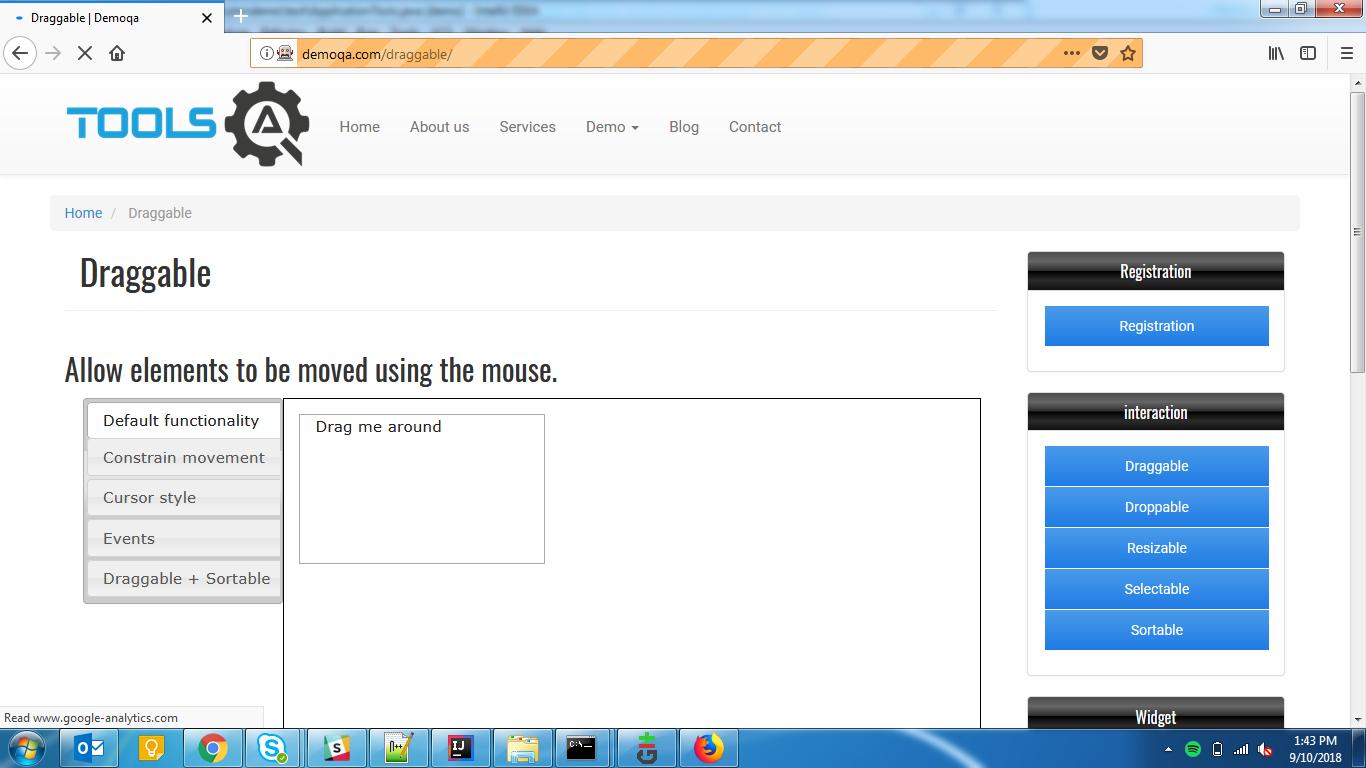 Draggable | Demoqa
demoqa.com/draggable/
TOOLS QA
Home About us Services Demo Blog Contact
Home / Draggable
Draggable
Allow elements to be moved using the mouse.
Default functionality
Constrain movement
Cursor style
Events
Draggable + Sortable
Drag me around
Registration
Registration
interaction
Draggable
Droppable
Resizable
Selectable
Sortable
Widget
Read www.google-analytics.com
1:43 PM
9/10/2018